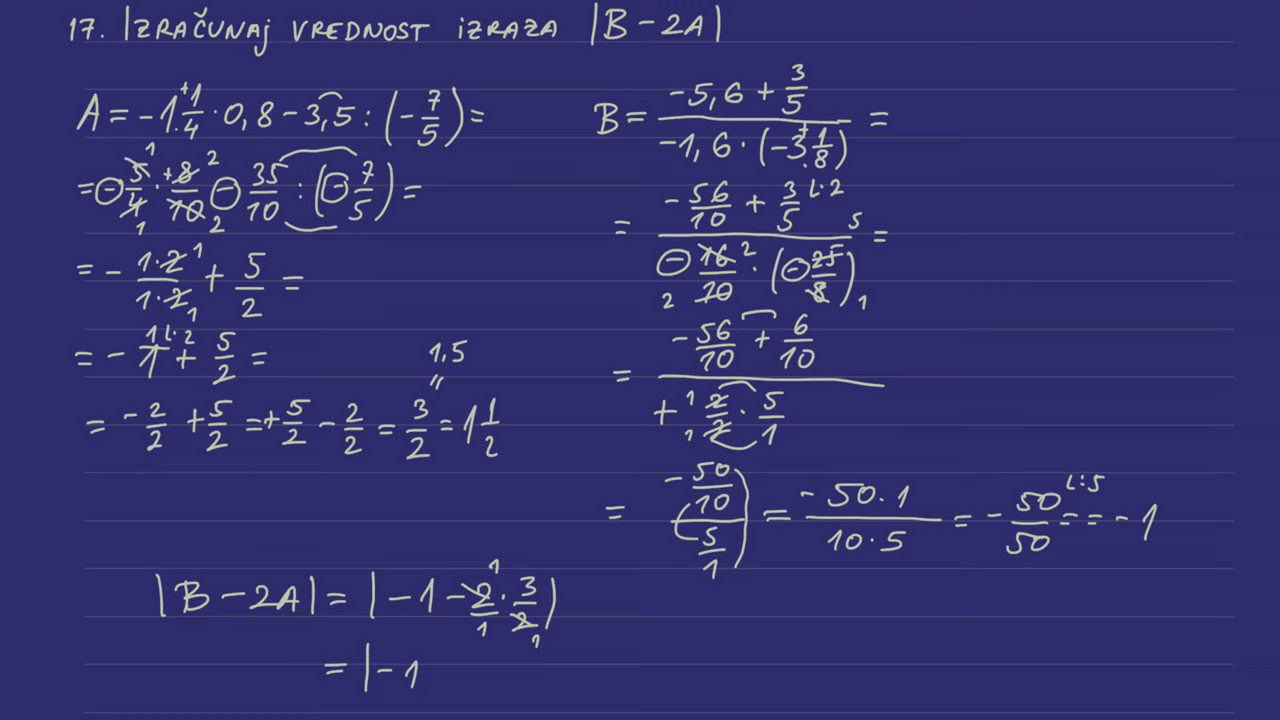 17. IZRAČUNAJ VREDNOST IZRAZA |B - 2A|
A = -1 1/4 · 0,8 - 3,5 : (- 7/5) =
= - 5/4 · 8/10 - 35/10 : (- 7/5) =
= - 1·2/1·2 + 5/2 =
= - 1/1 + 5/2 =
= - 2/2 + 5/2 = + 5/2 - 2/2 = 3/2 = 1 1/2
1,5
B = -5,6 + 3/5 / -1,6 · (-3 1/8) =
= - 56/10 + 3/5 |·2 / - 16/10 · (- 25/8) =
= - 56/10 + 6/10 / + 2/2 · 5/1
= - 50/10 / 5/1 = - 50·1 / 10·5 = - 50/50 |:5 = - 1
|B - 2A| = |-1 - 2/1 · 3/2|
= |-1